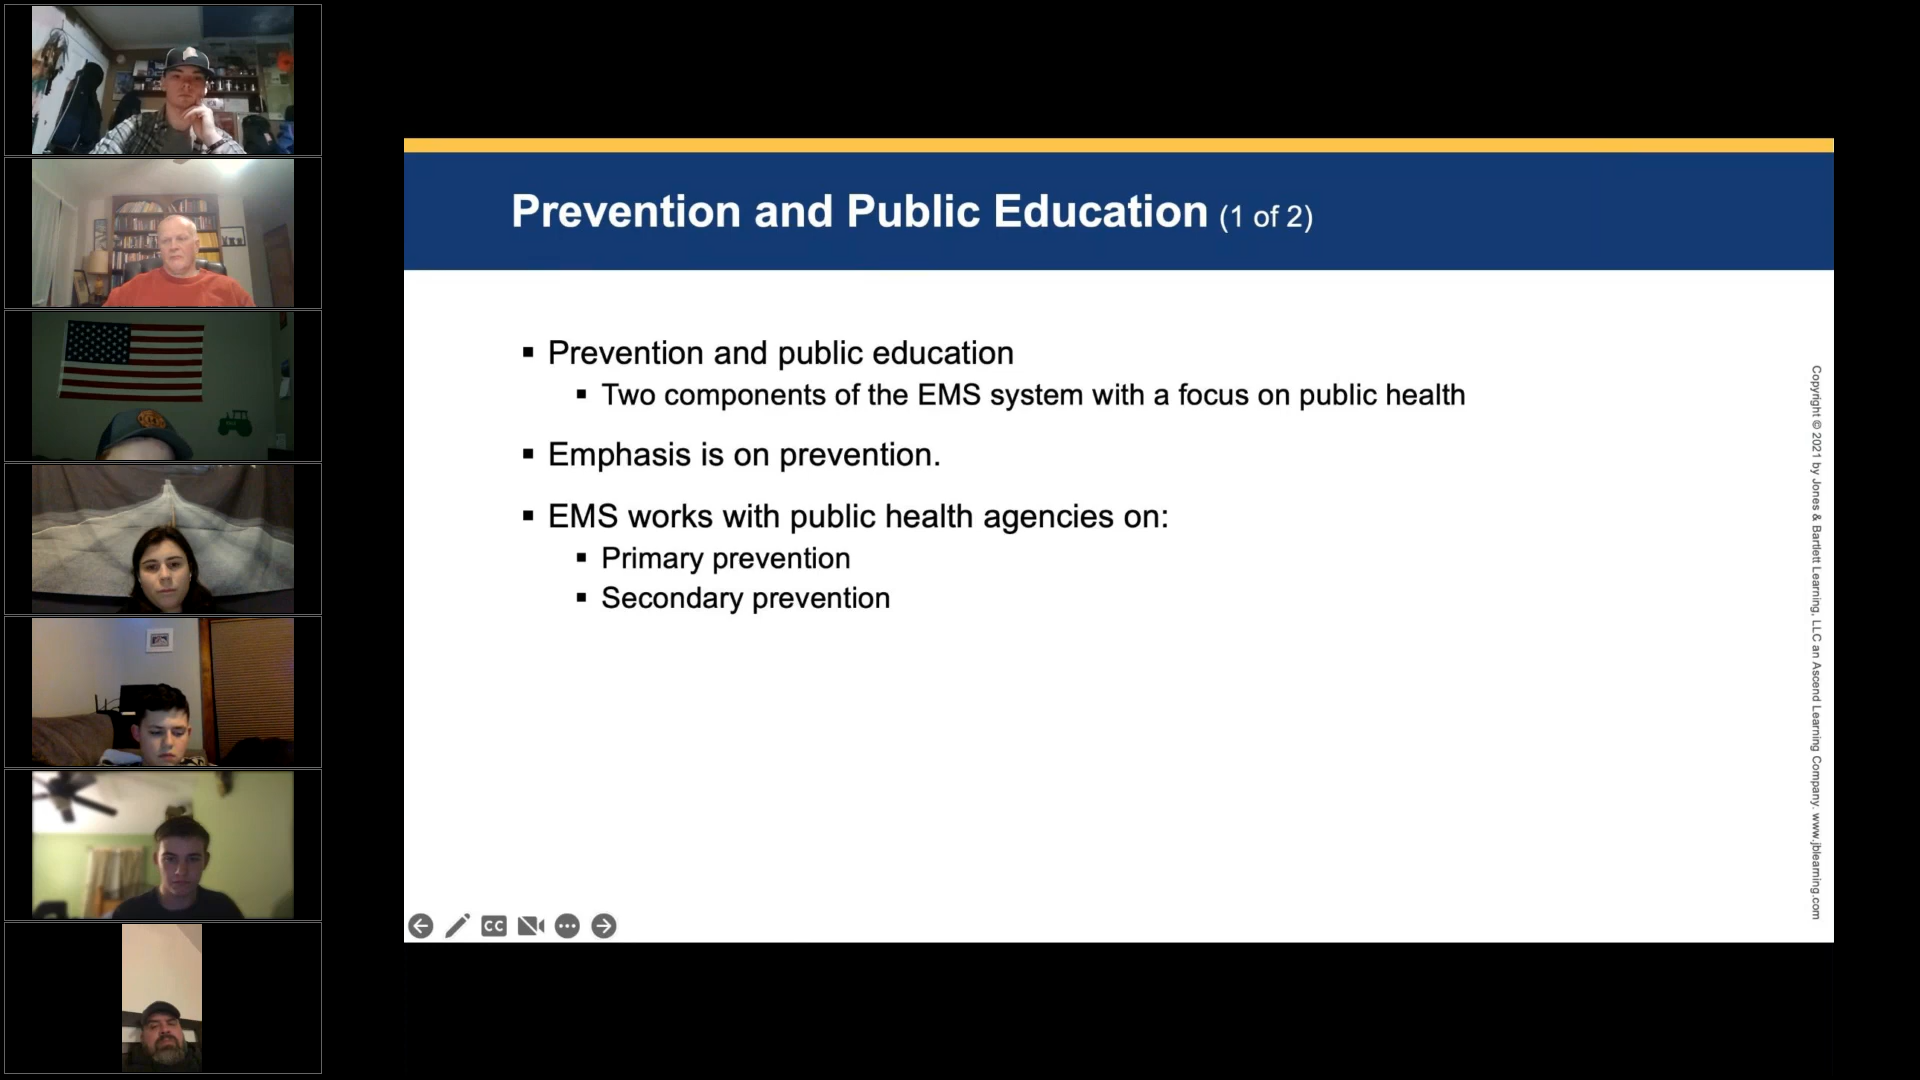 Prevention and Public Education (1 of 2)
▪ Prevention and public education
▪ Two components of the EMS system with a focus on public health
▪ Emphasis is on prevention.
▪ EMS works with public health agencies on:
▪ Primary prevention
▪ Secondary prevention
Copyright © 2021 by Jones & Bartlett Learning, LLC an Ascend Learning Company. www.jblearning.com
CC